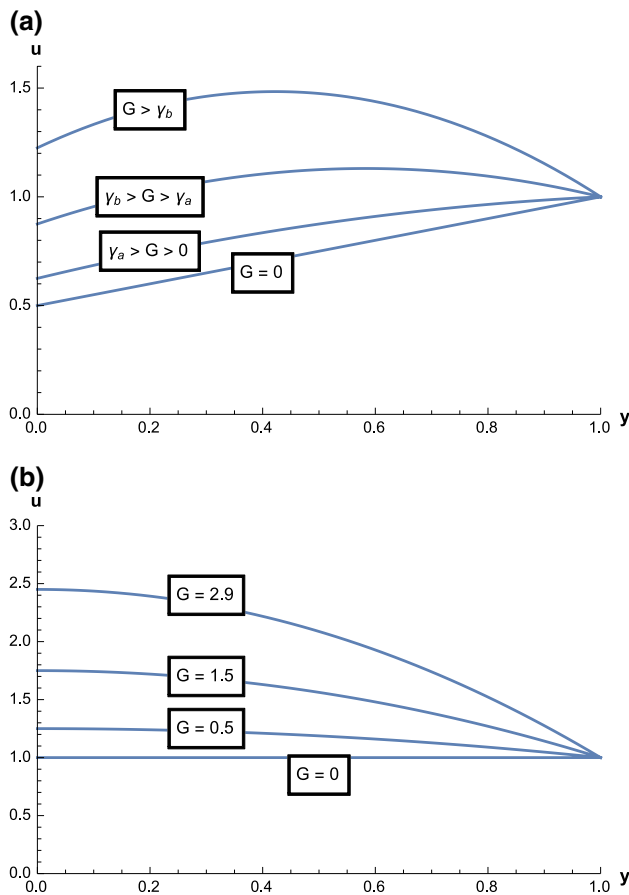 (a)
u
1.5
G > γb
1.0
γb > G > γa
γa > G > 0
G = 0
0.5
0.0
0.0 0.2 0.4 0.6 0.8 1.0 y
(b)
u
3.0
2.5
G = 2.9
2.0
G = 1.5
1.5
G = 0.5
1.0
G = 0
0.5
0.0
0.0 0.2 0.4 0.6 0.8 1.0 y